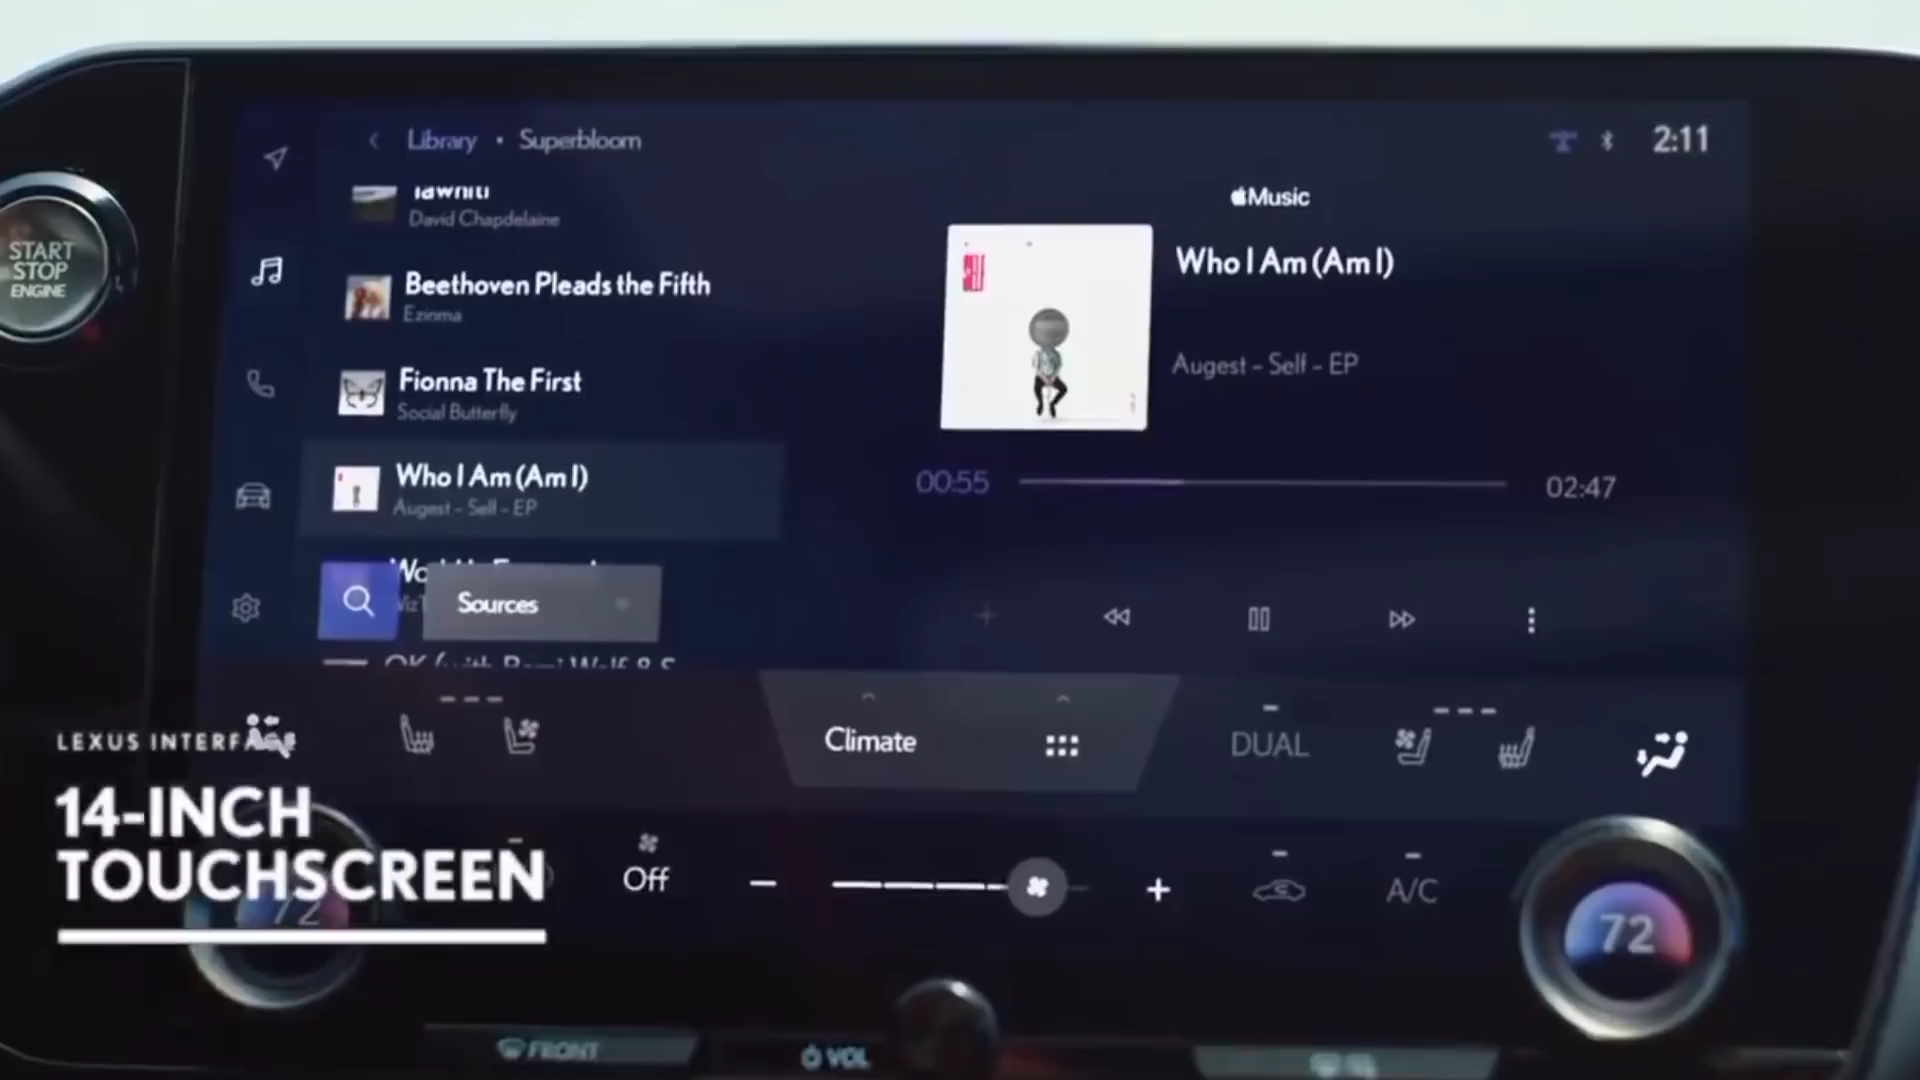 Library • Superbloom
2:11
David Chapdelaine
Beethoven Pleads the Fifth
Ezinma
Fionna The First
Social Butterfly
Who I Am (Am I)
Augest - Self - EP
Sources
Music
Who I Am (Am I)
Augest - Self - EP
00:55
02:47
START
STOP
ENGINE
Climate
DUAL
LEXUS INTERFACE
14-INCH
TOUCHSCREEN
72
Off
A/C
72
FRONT
VOL